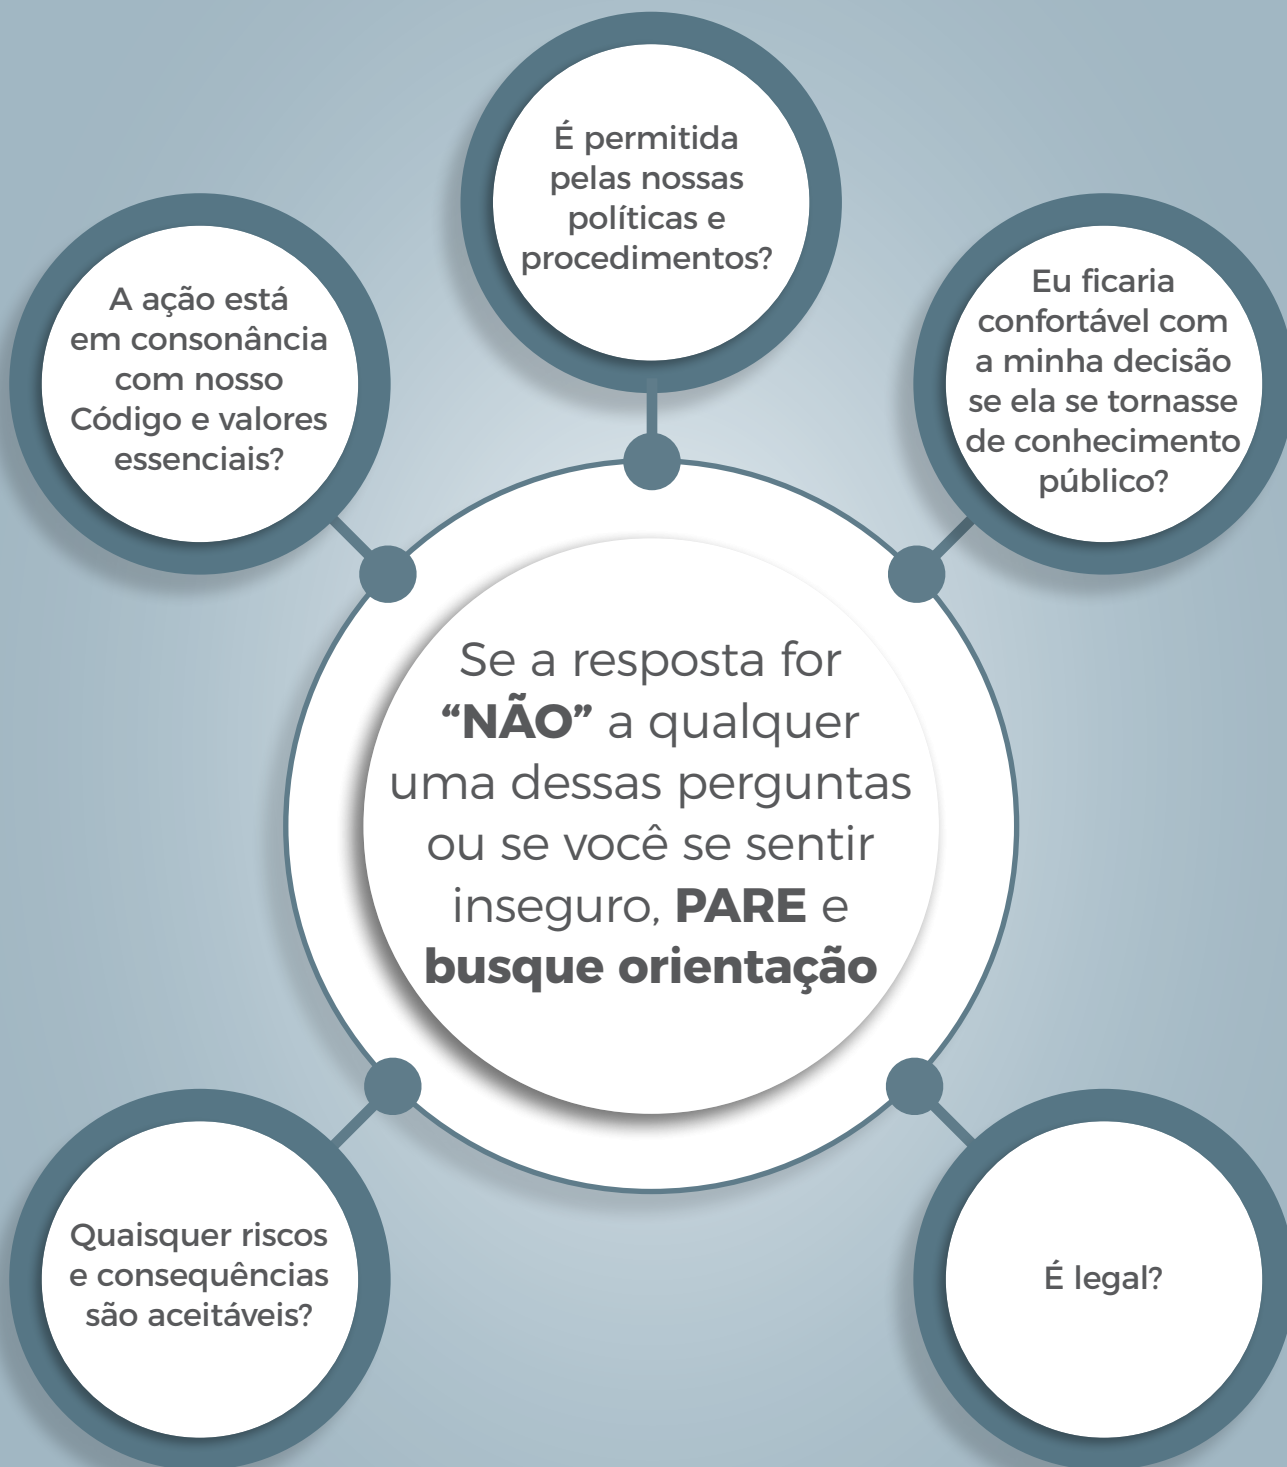 É permitida
pelas nossas
políticas e
procedimentos?
A ação está
em consonância
com nosso
Código e valores
essenciais?
Eu ficaria
confortável com
a minha decisão
se ela se tornasse
de conhecimento
público?
Se a resposta for
“NÃO” a qualquer
uma dessas perguntas
ou se você se sentir
inseguro, PARE e
busque orientação
Quaisquer riscos
e consequências
são aceitáveis?
É legal?